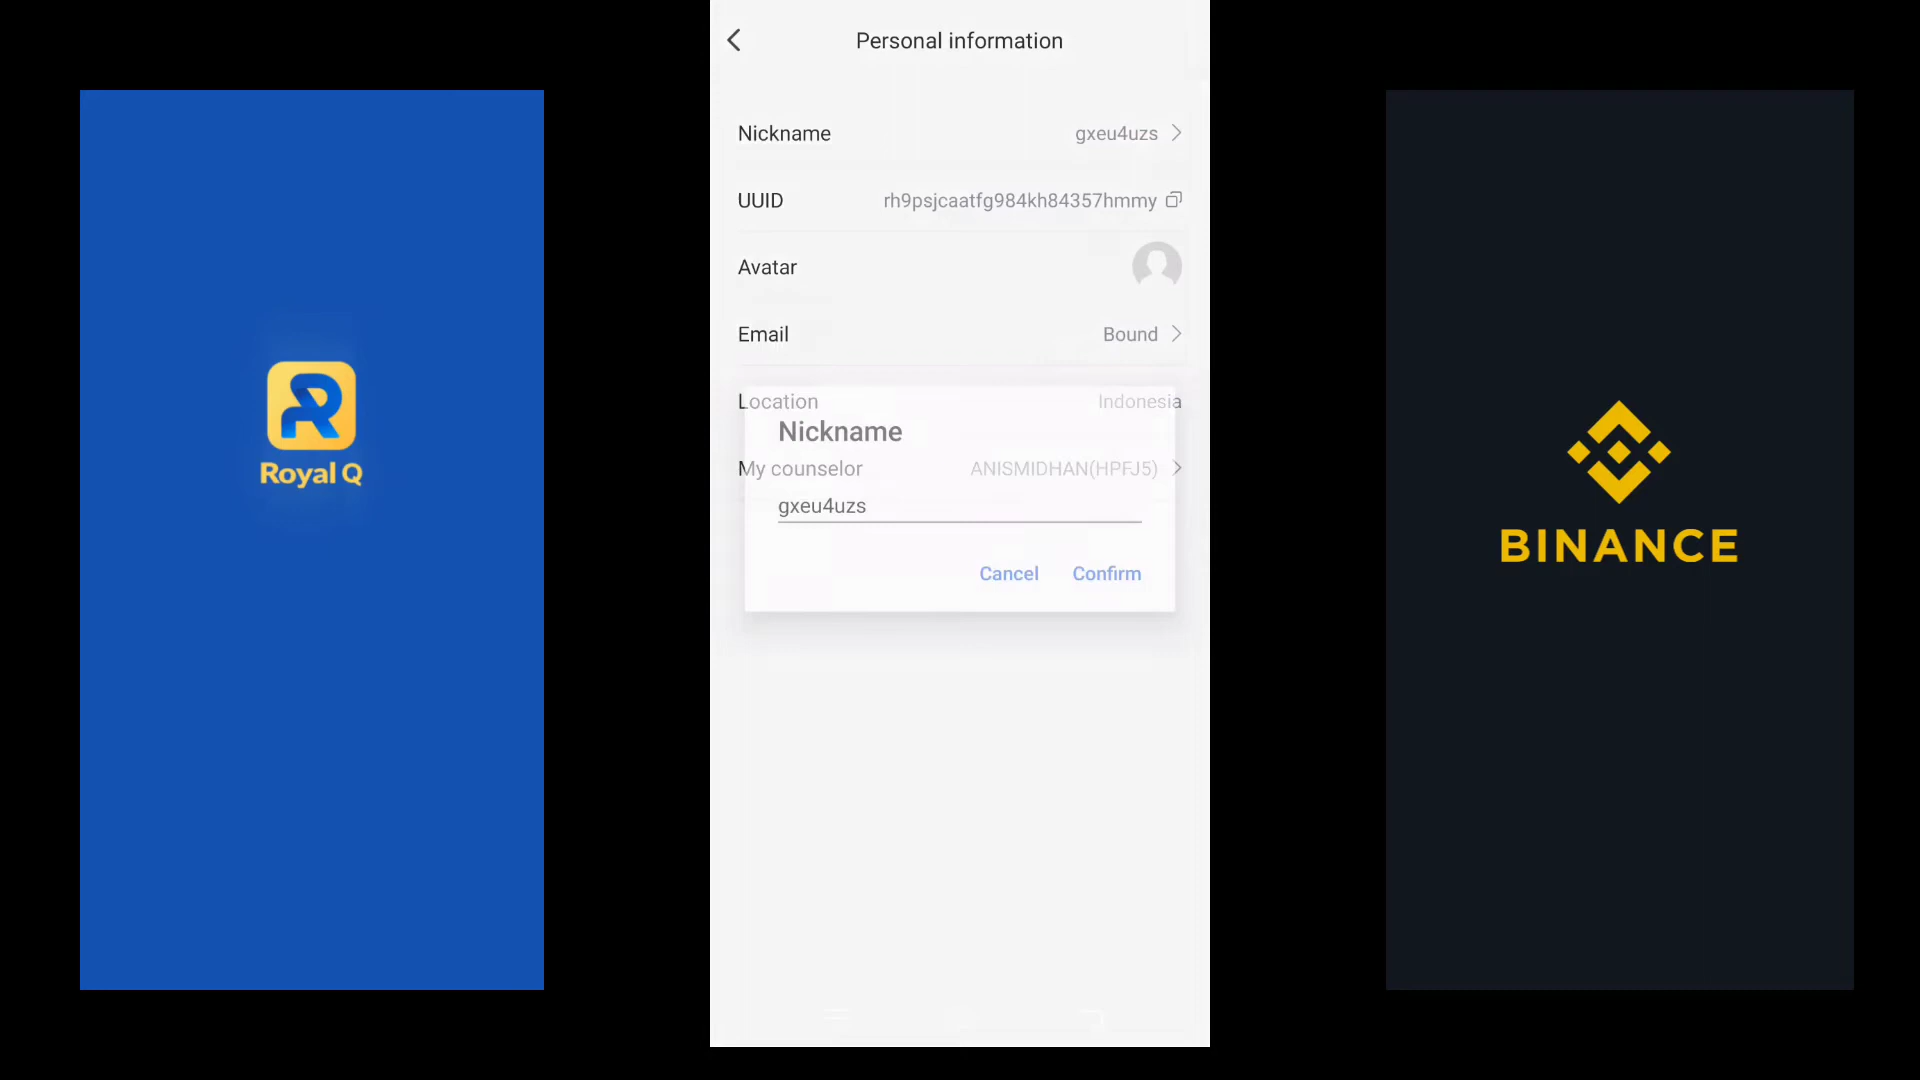 Royal Q
Personal information
Nickname gxeu4uzs
UUID rh9psjcaatfg984kh84357hmmy
Avatar
Email Bound
Location Indonesia
Nickname
My counselor ANISMIDHAN(HPFJ5)
gxeu4uzs
Cancel Confirm
BINANCE